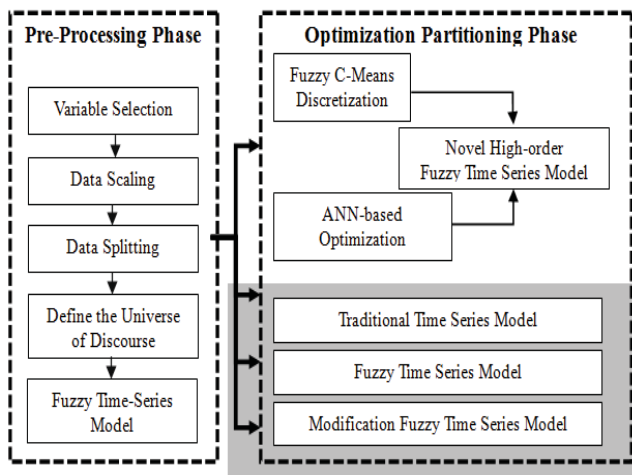 Pre-Processing Phase
Variable Selection
Data Scaling
Data Splitting
Define the Universe
of Discourse
Fuzzy Time-Series
Model
Optimization Partitioning Phase
Fuzzy C-Means
Discretization
Novel High-order
Fuzzy Time Series Model
ANN-based
Optimization
Traditional Time Series Model
Fuzzy Time Series Model
Modification Fuzzy Time Series Model